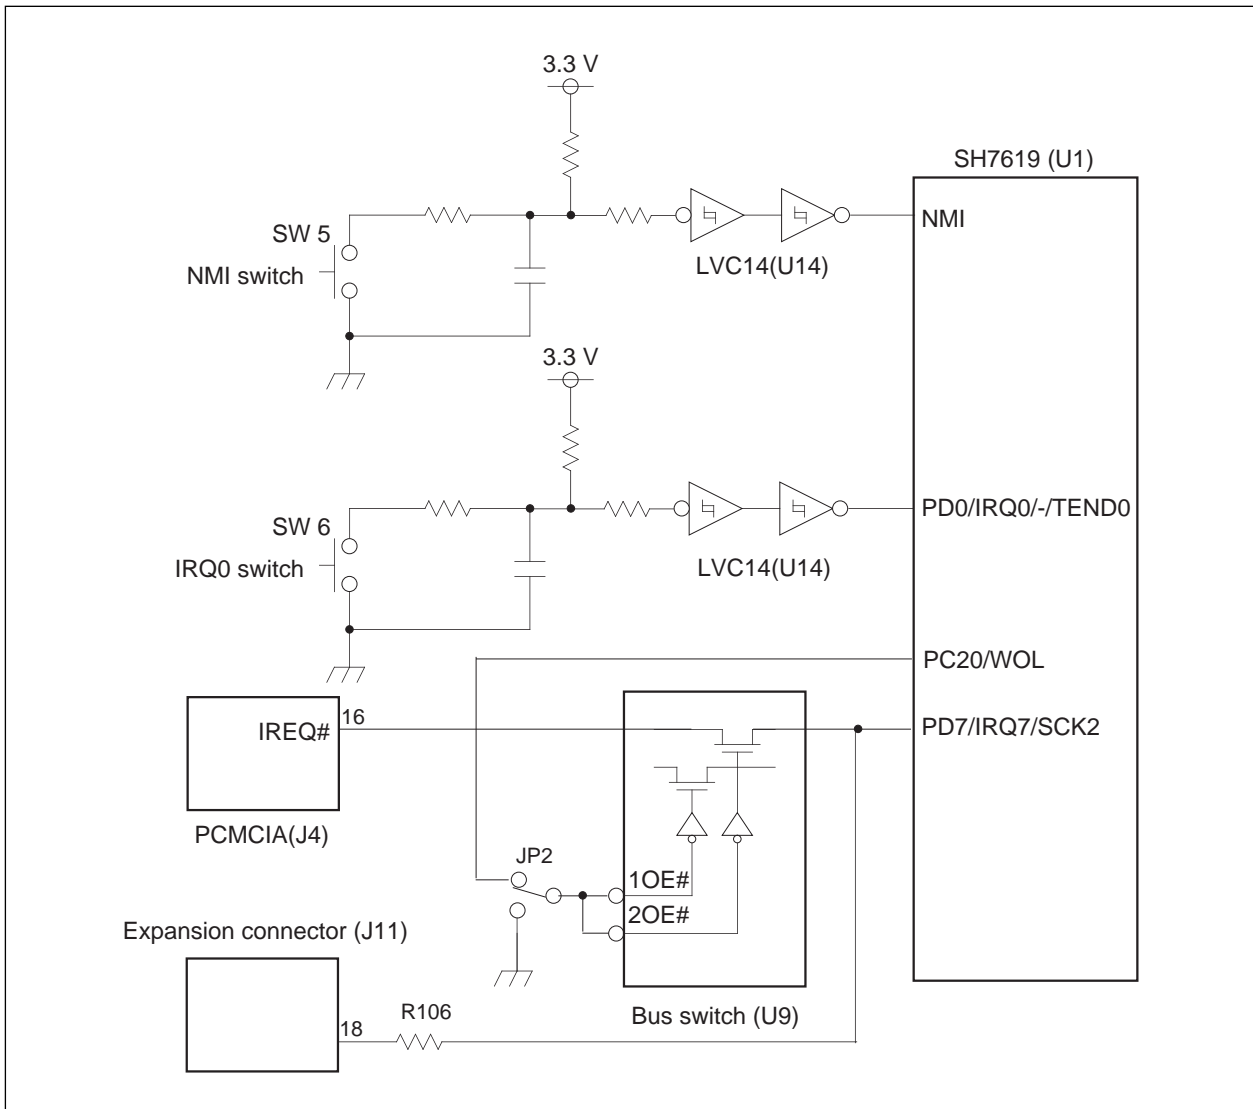 3.3 V
SH7619 (U1)
NMI
SW 5
NMI switch
LVC14(U14)
3.3 V
PD0/IRQ0/-/TEND0
SW 6
IRQ0 switch
LVC14(U14)
PC20/WOL
16
IREQ#
PD7/IRQ7/SCK2
PCMCIA(J4)
JP2
1OE#
2OE#
Expansion connector (J11)
R106
Bus switch (U9)
18